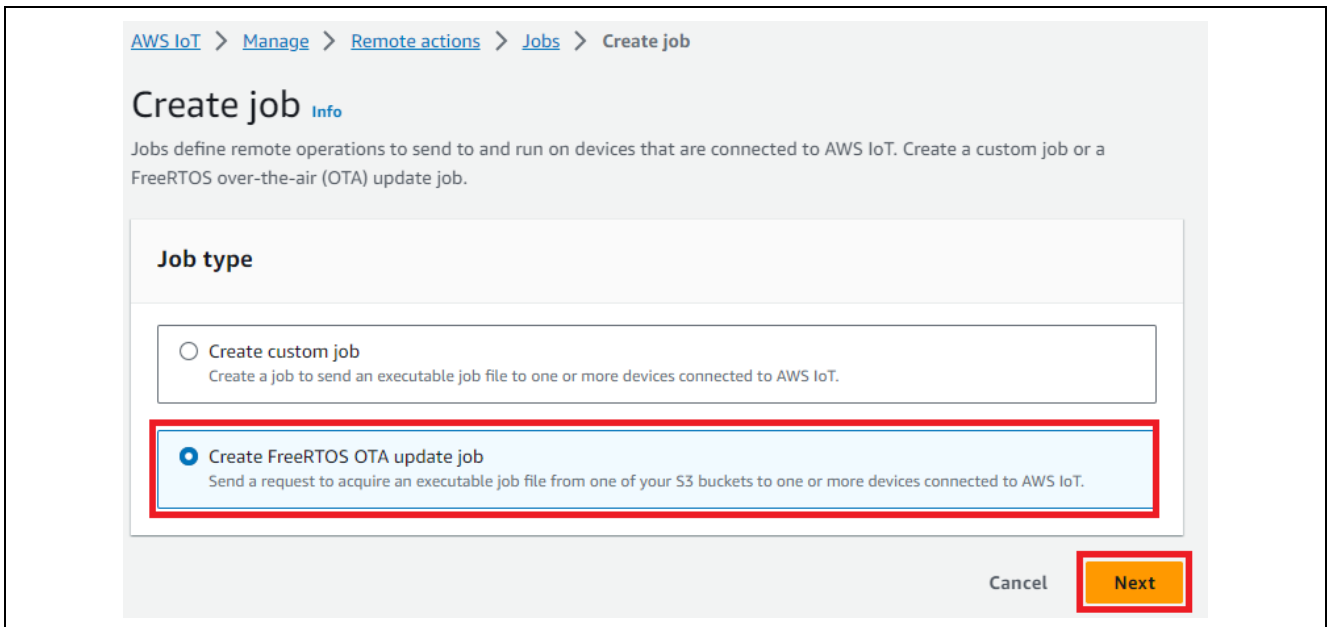 AWS IoT > Manage > Remote actions > Jobs > Create job
Create job Info
Jobs define remote operations to send to and run on devices that are connected to AWS IoT. Create a custom job or a
FreeRTOS over-the-air (OTA) update job.
Job type
Create custom job
Create a job to send an executable job file to one or more devices connected to AWS IoT.
Create FreeRTOS OTA update job
Send a request to acquire an executable job file from one of your S3 buckets to one or more devices connected to AWS IoT.
Cancel Next